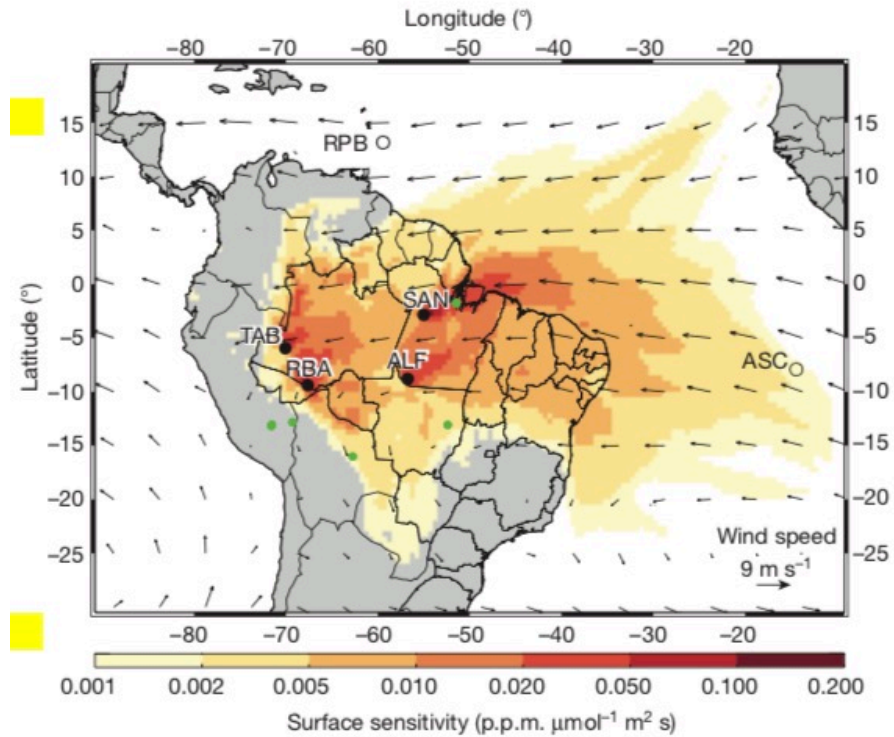 Longitude (°)
−80 −70 −60 −50 −40 −30 −20
15 RPB 15
10 10
5 5
0 0
SAN
−5 TAB −5
RBA ALF ASC
−10 −10
−15 −15
−20 −20
Wind speed
−25 −25
9 m s⁻¹
Latitude (°)
−80 −70 −60 −50 −40 −30 −20
0.001 0.002 0.005 0.010 0.020 0.050 0.100 0.200
Surface sensitivity (p.p.m. μmol⁻¹ m² s)